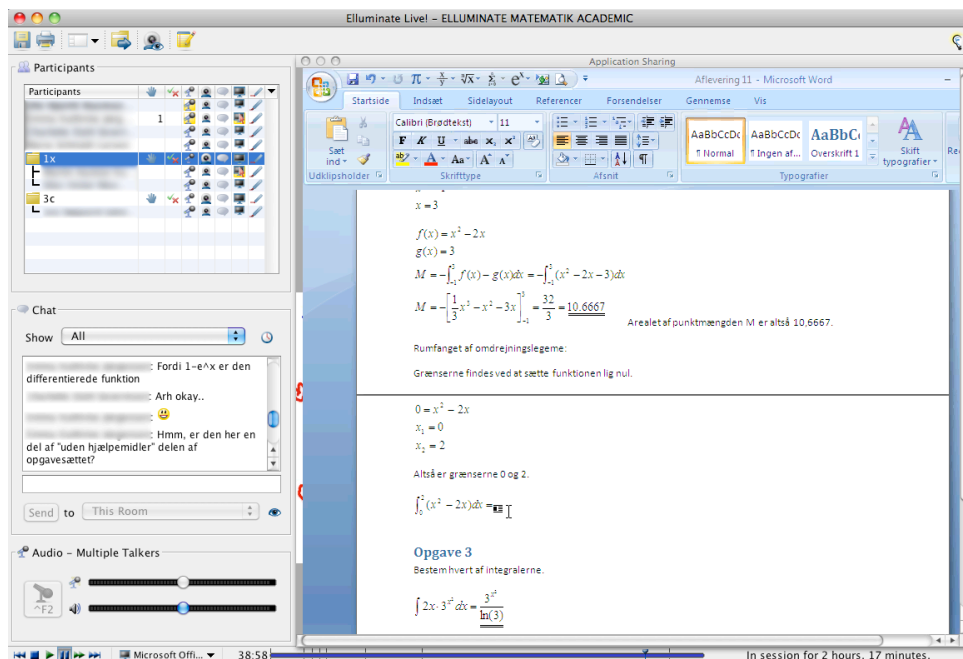 Elluminate Live! - ELLUMINATE MATEMATIK ACADEMIC
Participants
Participants
1
1x
3c
Chat
Show All
: Fordi 1-e^x er den
differentierede funktion
: Arh okay..
: Hmm, er den her en
del af "uden hjælpemidler" delen af
opgavesættet?
Send to This Room
Audio - Multiple Talkers
^F2
Application Sharing
Aflevering 11 - Microsoft Word
Startside Indsæt Sidelayout Referencer Forsendelser Gennemse Vis
Calibri (Brødtekst) 11
AaBbCcDc AaBbCcDc AaBbC
Sæt ind
F K U abe x, x² Aa A A
¶ Normal ¶ Ingen af... Overskrift 1
Skift typografier
Udklipsholder Skrifttype Afsnit Typografier
x = 3
f(x) = x² − 2x
g(x) = 3
M = −∫₋₁³ f(x) − g(x)dx = −∫₋₁³ (x² − 2x − 3)dx
M = −[1/3 x³ − x² − 3x]₋₁³ = 32/3 = 10.6667
Arealet af punktmængden M er altså 10,6667.
Rumfanget af omdrejningslegeme:
Grænserne findes ved at sætte funktionen lig nul.
0 = x² − 2x
x₁ = 0
x₂ = 2
Altså er grænserne 0 og 2.
∫₀² (x² − 2x)dx =
Opgave 3
Bestem hvert af integralerne.
∫ 2x · 3^x² dx = 3^x² / ln(3)
Microsoft Offi... 38:58 In session for 2 hours, 17 minutes.